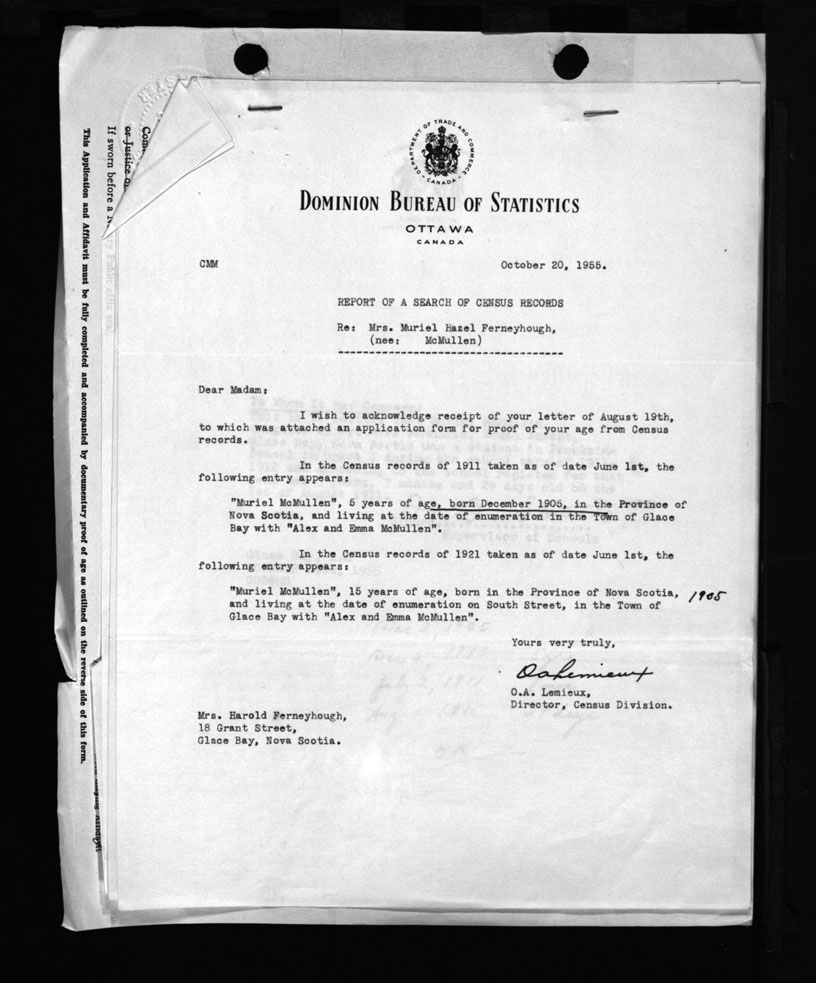 DEPARTMENT OF TRADE AND COMMERCE
CANADA
DOMINION BUREAU OF STATISTICS
OTTAWA
CANADA
CMM
October 20, 1955.
REPORT OF A SEARCH OF CENSUS RECORDS
Re: Mrs. Muriel Hazel Ferneyhough,
(nee: McMullen)
Dear Madam:
I wish to acknowledge receipt of your letter of August 19th,
to which was attached an application form for proof of your age from Census
records.
In the Census records of 1911 taken as of date June 1st, the
following entry appears:
"Muriel McMullen", 5 years of age, born December 1905, in the Province of
Nova Scotia, and living at the date of enumeration in the Town of Glace
Bay with "Alex and Emma McMullen".
In the Census records of 1921 taken as of date June 1st, the
following entry appears:
"Muriel McMullen", 15 years of age, born in the Province of Nova Scotia, 1905
and living at the date of enumeration on South Street, in the Town of
Glace Bay with "Alex and Emma McMullen".
Yours very truly,
OALemieux
O.A. Lemieux,
Director, Census Division.
Mrs. Harold Ferneyhough,
18 Grant Street,
Glace Bay, Nova Scotia.
or Justice of
If sworn before a
This Application and Affidavit must be fully completed and accompanied by documentary proof of age as outlined on the reverse side of this form.